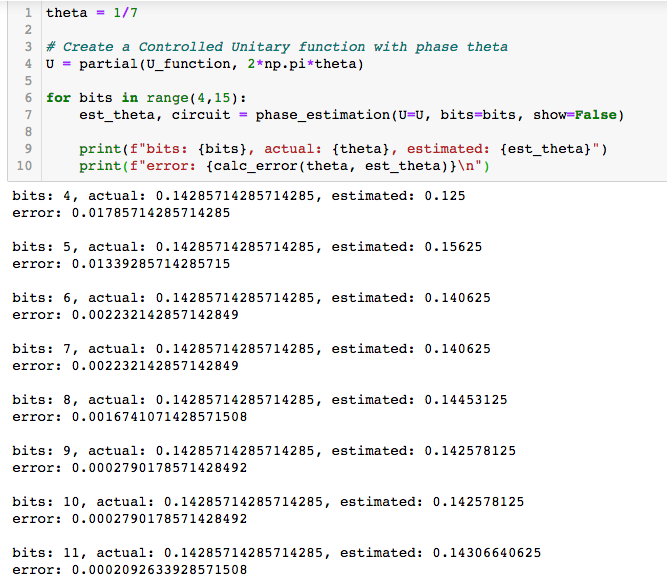 1 theta = 1/7
2
3 # Create a Controlled Unitary function with phase theta
4 U = partial(U_function, 2*np.pi*theta)
5
6 for bits in range(4,15):
7     est_theta, circuit = phase_estimation(U=U, bits=bits, show=False)
8
9     print(f"bits: {bits}, actual: {theta}, estimated: {est_theta}")
10     print(f"error: {calc_error(theta, est_theta)}\n")
bits: 4, actual: 0.14285714285714285, estimated: 0.125
error: 0.01785714285714285
bits: 5, actual: 0.14285714285714285, estimated: 0.15625
error: 0.01339285714285715
bits: 6, actual: 0.14285714285714285, estimated: 0.140625
error: 0.002232142857142849
bits: 7, actual: 0.14285714285714285, estimated: 0.140625
error: 0.002232142857142849
bits: 8, actual: 0.14285714285714285, estimated: 0.14453125
error: 0.0016741071428571508
bits: 9, actual: 0.14285714285714285, estimated: 0.142578125
error: 0.0002790178571428492
bits: 10, actual: 0.14285714285714285, estimated: 0.142578125
error: 0.0002790178571428492
bits: 11, actual: 0.14285714285714285, estimated: 0.14306640625
error: 0.0002092633928571508